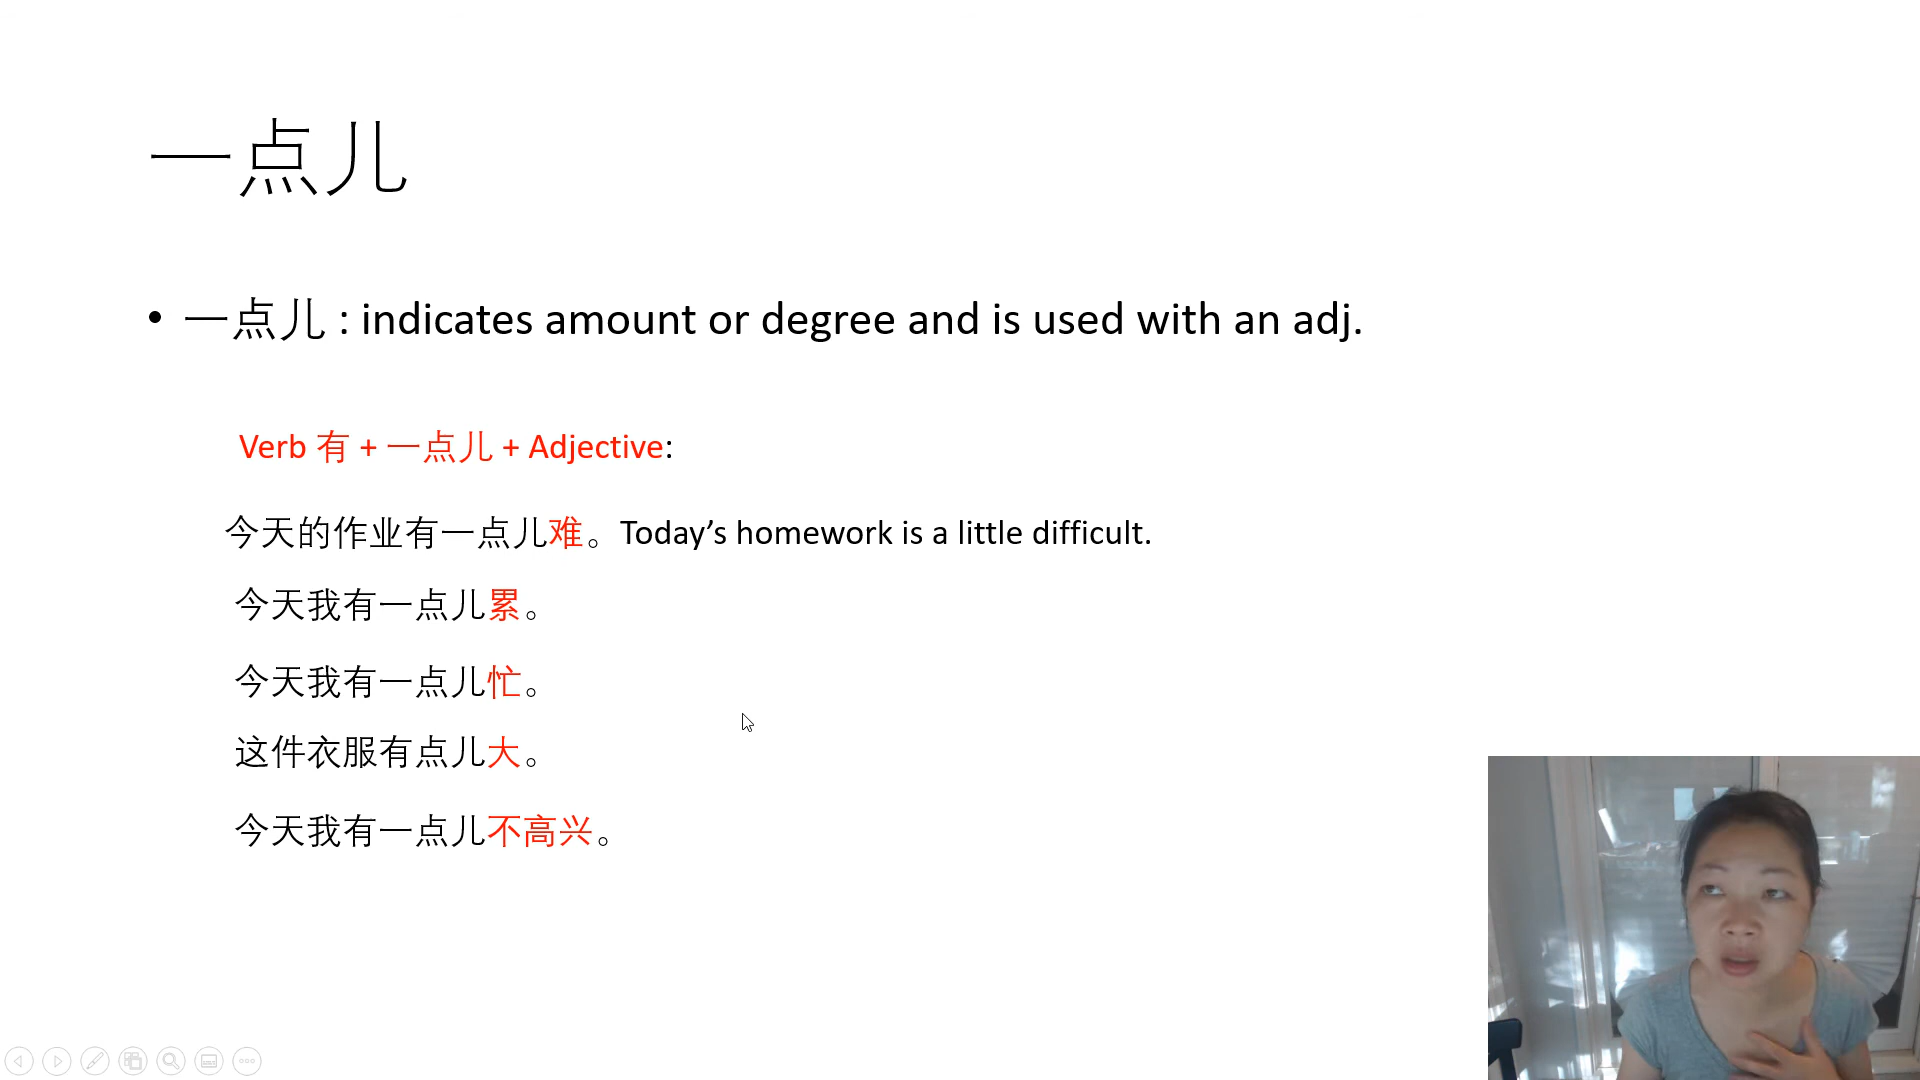 一点儿
• 一点儿 : indicates amount or degree and is used with an adj.
Verb 有 + 一点儿 + Adjective:
今天的作业有一点儿难。Today’s homework is a little difficult.
今天我有一点儿累。
今天我有一点儿忙。
这件衣服有点儿大。
今天我有一点儿不高兴。